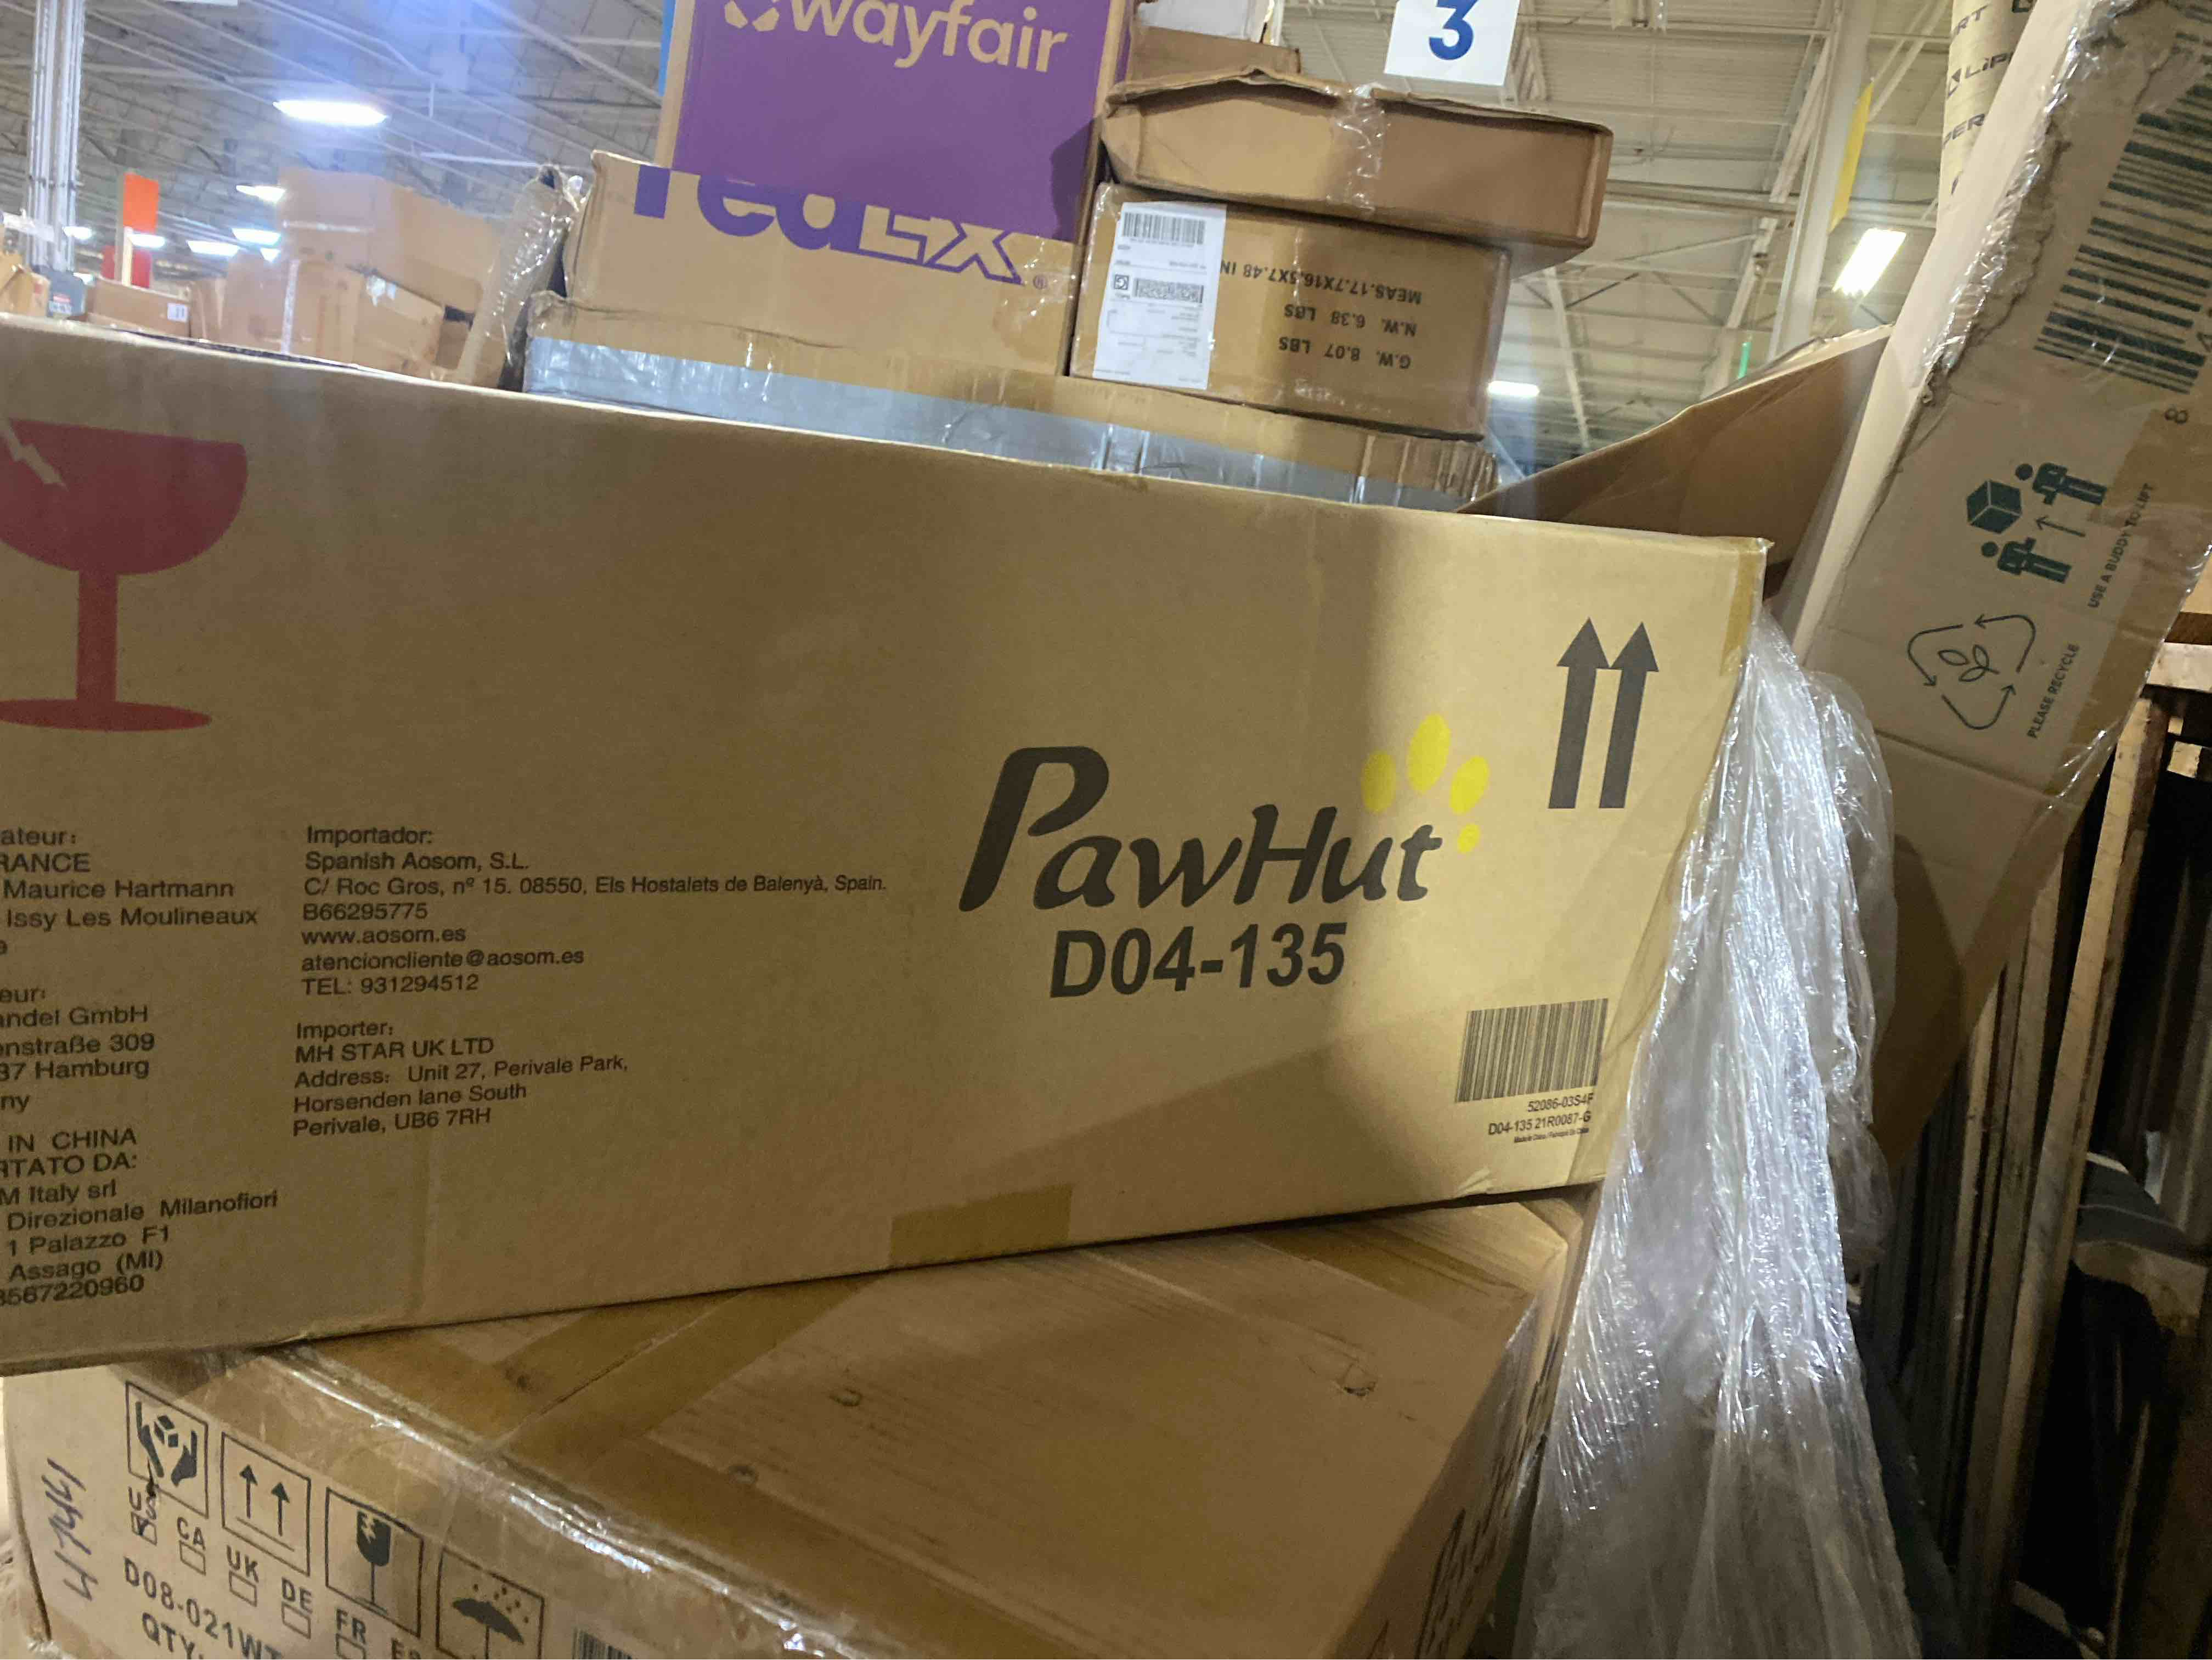 wayfair
3
FedEx®
MEAS.17.7X16.5X7.48 IN
N.W. 6.38 LBS
G.W. 8.07 LBS
8
USE A BUDDY TO LIFT
PLEASE RECYCLE
PawHut
D04-135
52086-03S4F
D04-135 21R0087-G
ateur:
RANCE
Maurice Hartmann
Issy Les Moulineaux
eur:
andel GmbH
enstraße 309
37 Hamburg
ny
IN CHINA
RTATO DA:
M Italy srl
Direzionale Milanofiori
1 Palazzo F1
Assago (MI)
8567220960
Importador:
Spanish Aosom, S.L.
C/ Roc Gros, nº 15. 08550, Els Hostalets de Balenyà, Spain.
B66295775
www.aosom.es
atencioncliente@aosom.es
TEL: 931294512
Importer:
MH STAR UK LTD
Address: Unit 27, Perivale Park,
Horsenden lane South
Perivale, UB6 7RH
CA
UK
DE
FR
D08-021WT
QTY.